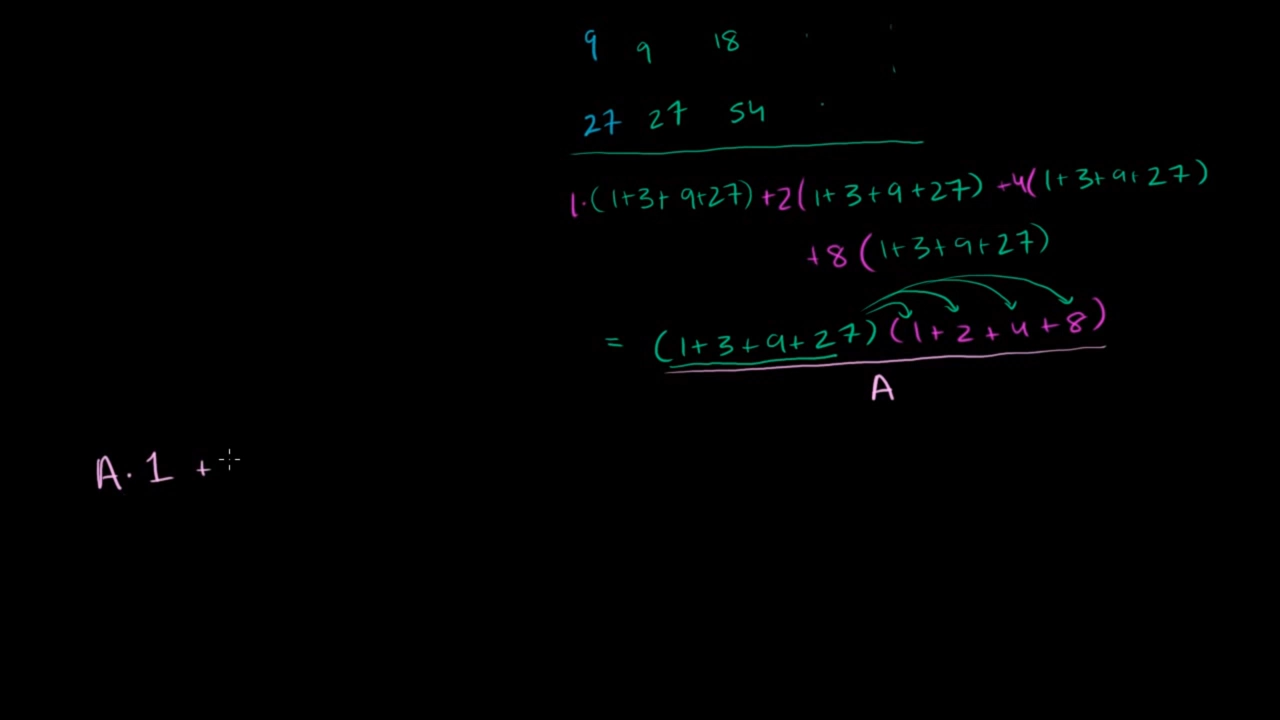 9 9 18
27 27 54
1·(1+3+9+27)+2(1+3+9+27)+4(1+3+9+27)
+8(1+3+9+27)
= (1+3+9+27)(1+2+4+8)
A
A·1 +